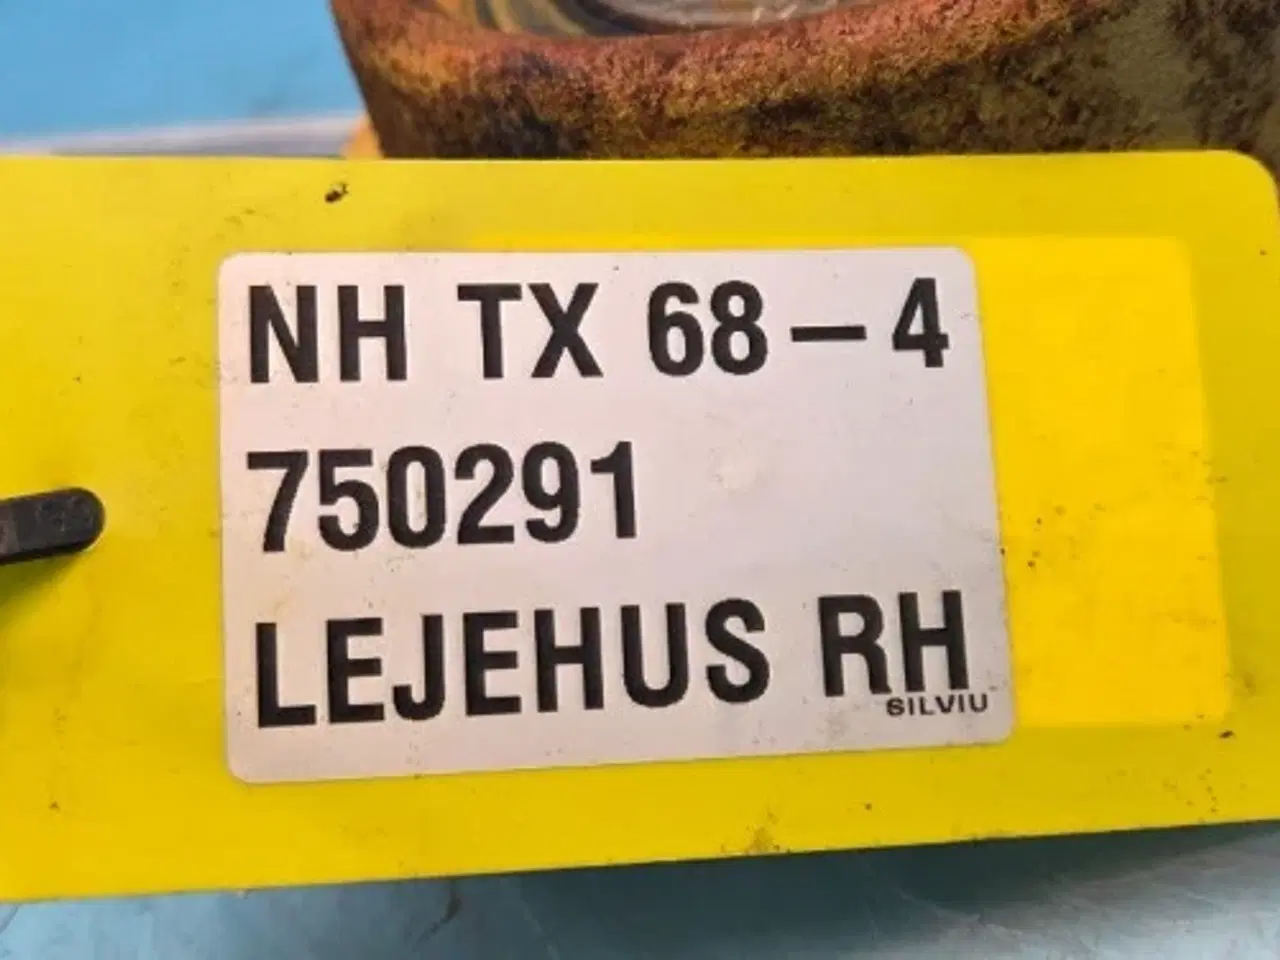 NH TX 68-4
750291
LEJEHUS RH
SILVIU